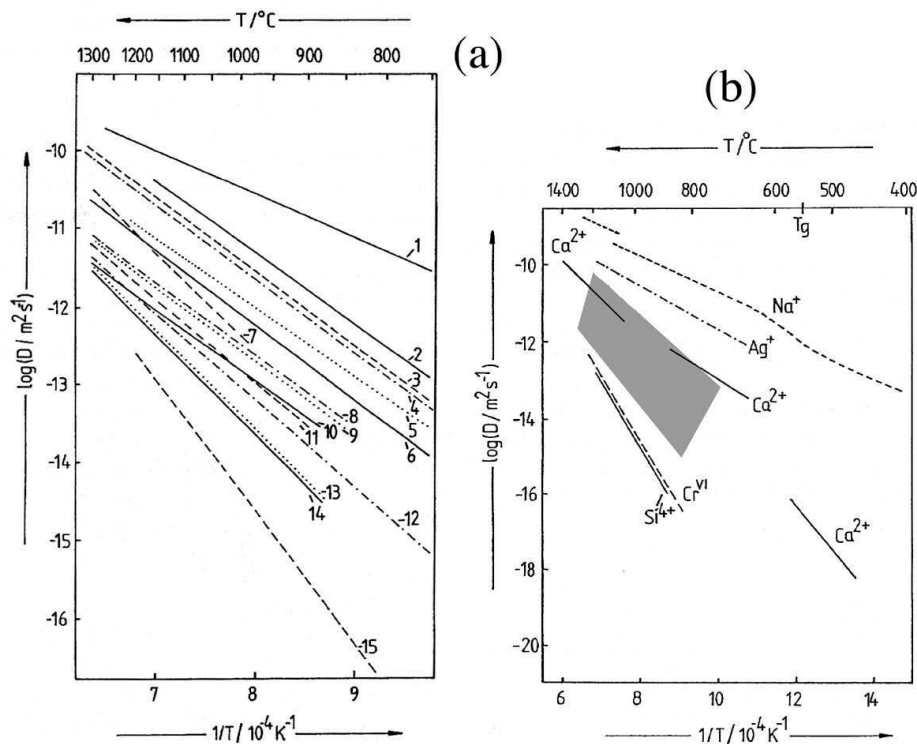 T/°C
1300 1200 1100 1000 900 800
(a)
-10
-11
-12
-13
-14
-15
-16
log(D / m²s⁻¹)
1
2
3
4
5
6
-7
-8
9
10
11
-12
-13
14
-15
7 8 9
1/T / 10⁻⁴ K⁻¹
(b)
T/°C
1400 1000 800 600 500 400
Tg
-10
-12
-14
-16
-18
-20
-21
log(D / m²s⁻¹)
Ca²⁺
Na⁺
Ag⁺
Ca²⁺
Cr^VI
Si⁴⁺
Ca²⁺
6 8 10 12 14
1/T / 10⁻⁴ K⁻¹